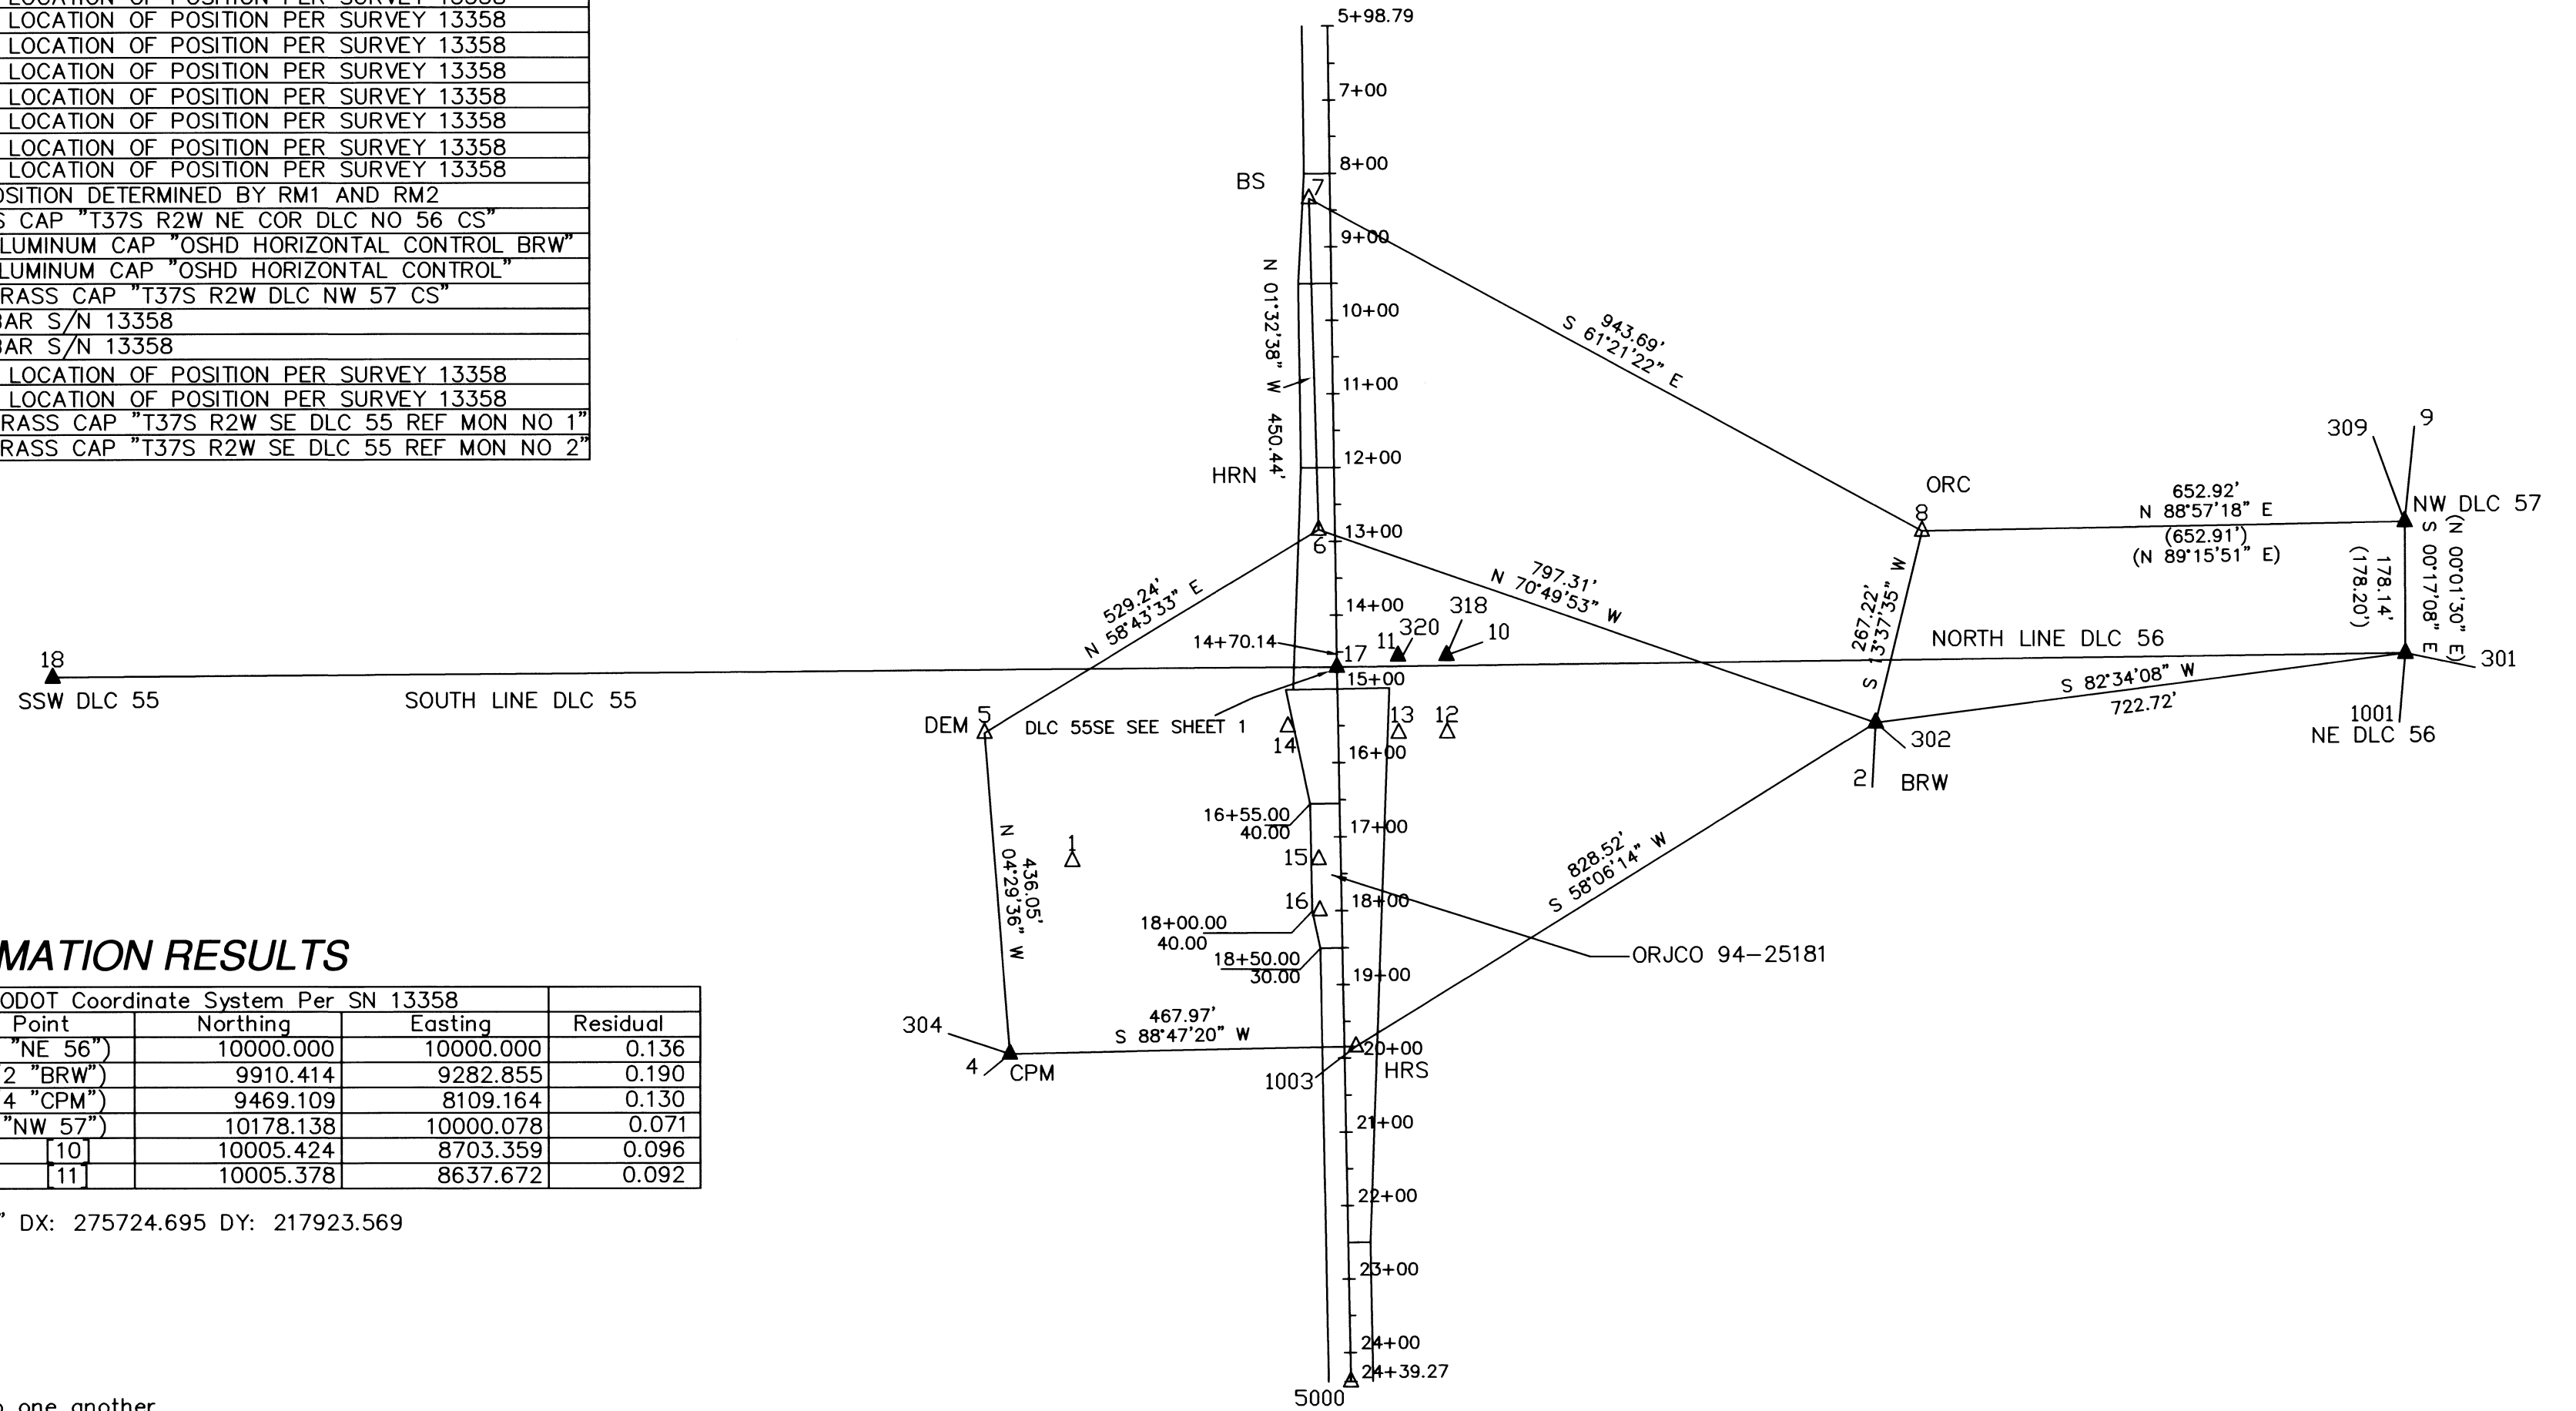 LOCATION OF POSITION PER SURVEY 13358
LOCATION OF POSITION PER SURVEY 13358
LOCATION OF POSITION PER SURVEY 13358
LOCATION OF POSITION PER SURVEY 13358
LOCATION OF POSITION PER SURVEY 13358
LOCATION OF POSITION PER SURVEY 13358
LOCATION OF POSITION PER SURVEY 13358
LOCATION OF POSITION PER SURVEY 13358
OSITION DETERMINED BY RM1 AND RM2
S CAP "T37S R2W NE COR DLC NO 56 CS"
LUMINUM CAP "OSHD HORIZONTAL CONTROL BRW"
LUMINUM CAP "OSHD HORIZONTAL CONTROL"
RASS CAP "T37S R2W DLC NW 57 CS"
BAR S/N 13358
BAR S/N 13358
LOCATION OF POSITION PER SURVEY 13358
LOCATION OF POSITION PER SURVEY 13358
RASS CAP "T37S R2W SE DLC 55 REF MON NO 1"
RASS CAP "T37S R2W SE DLC 55 REF MON NO 2"
5+98.79
7+00
8+00
BS
7
9+00
N 01°32'38" W 450.44'
10+00
11+00
12+00
HRN
13+00
6
943.69'
S 61°21'22" E
ORC
8
652.92'
N 88°57'18" E
(652.91')
(N 89°15'51" E)
309
9
NW DLC 57
(N 00°01'30" E)
S 00°17'08" E
178.14'
(178.20')
797.31'
N 70°49'53" W
529.24'
N 58°43'33" E
267.22'
S 13°37'35" W
14+00
318
320
11
10
14+70.14
17
NORTH LINE DLC 56
301
18
SSW DLC 55
SOUTH LINE DLC 55
15+00
S 82°34'08" W
722.72'
1001
NE DLC 56
DEM
5
DLC 55SE SEE SHEET 1
14
13
12
16+00
302
2
BRW
16+55.00
40.00
17+00
1
15
828.52'
S 58°06'14" W
436.05'
N 04°29'36" W
16
18+00
18+00.00
40.00
18+50.00
30.00
ORJCO 94-25181
19+00
467.97'
S 88°47'20" W
304
4
CPM
20+00
HRS
1003
21+00
22+00
23+00
24+00
24+39.27
5000
MATION RESULTS
ODOT Coordinate System Per SN 13358
Point Northing Easting Residual
"NE 56") 10000.000 10000.000 0.136
2 "BRW") 9910.414 9282.855 0.190
4 "CPM") 9469.109 8109.164 0.130
"NW 57") 10178.138 10000.078 0.071
[10] 10005.424 8703.359 0.096
[11] 10005.378 8637.672 0.092
" DX: 275724.695 DY: 217923.569
one another